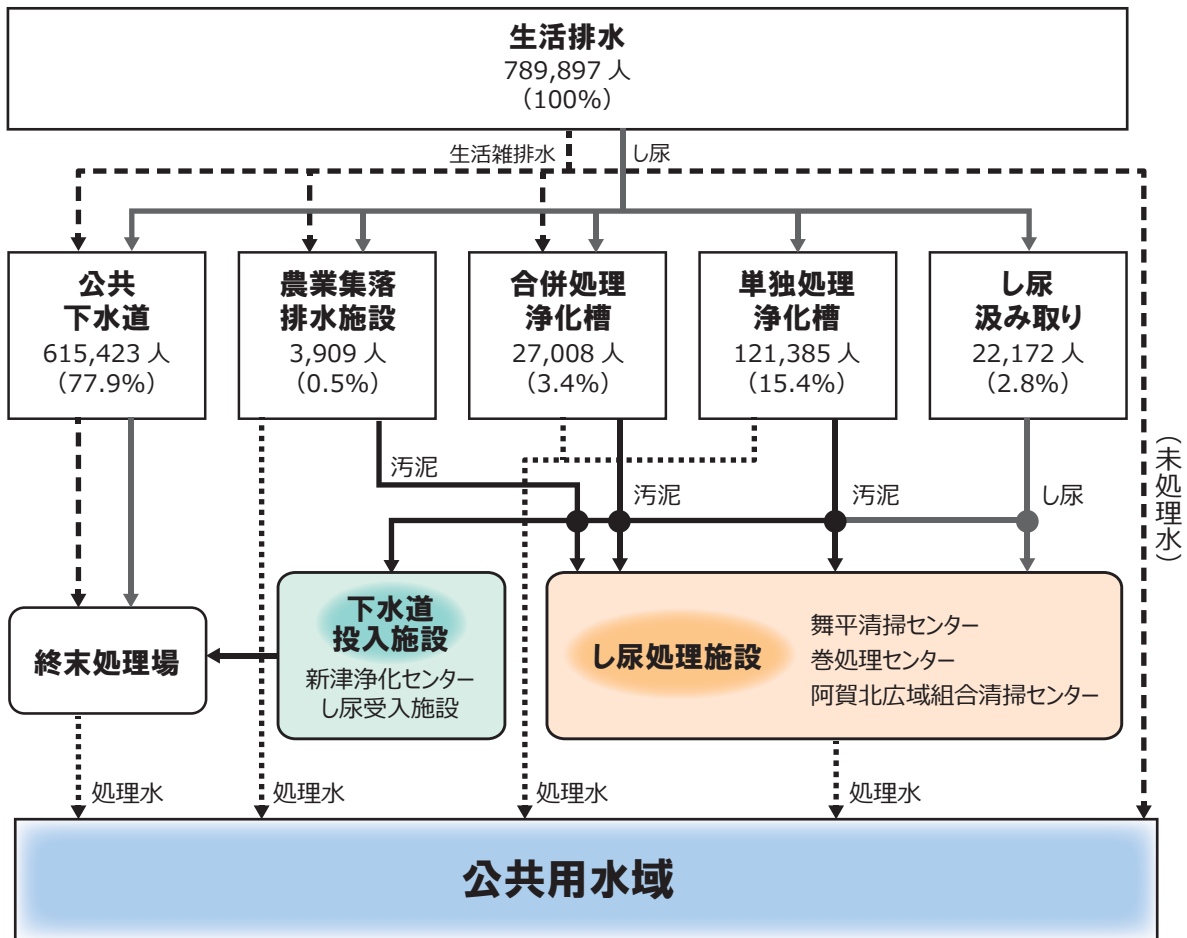 生活排水
789,897 人
（100%）
生活雑排水
し尿
公共
下水道
615,423 人
（77.9%）
農業集落
排水施設
3,909 人
（0.5%）
合併処理
浄化槽
27,008 人
（3.4%）
単独処理
浄化槽
121,385 人
（15.4%）
し尿
汲み取り
22,172 人
（2.8%）
（未処理水）
汚泥
汚泥
汚泥
し尿
終末処理場
下水道
投入施設
新津浄化センター
し尿受入施設
し尿処理施設
舞平清掃センター
巻処理センター
阿賀北広域組合清掃センター
処理水
処理水
処理水
処理水
公共用水域